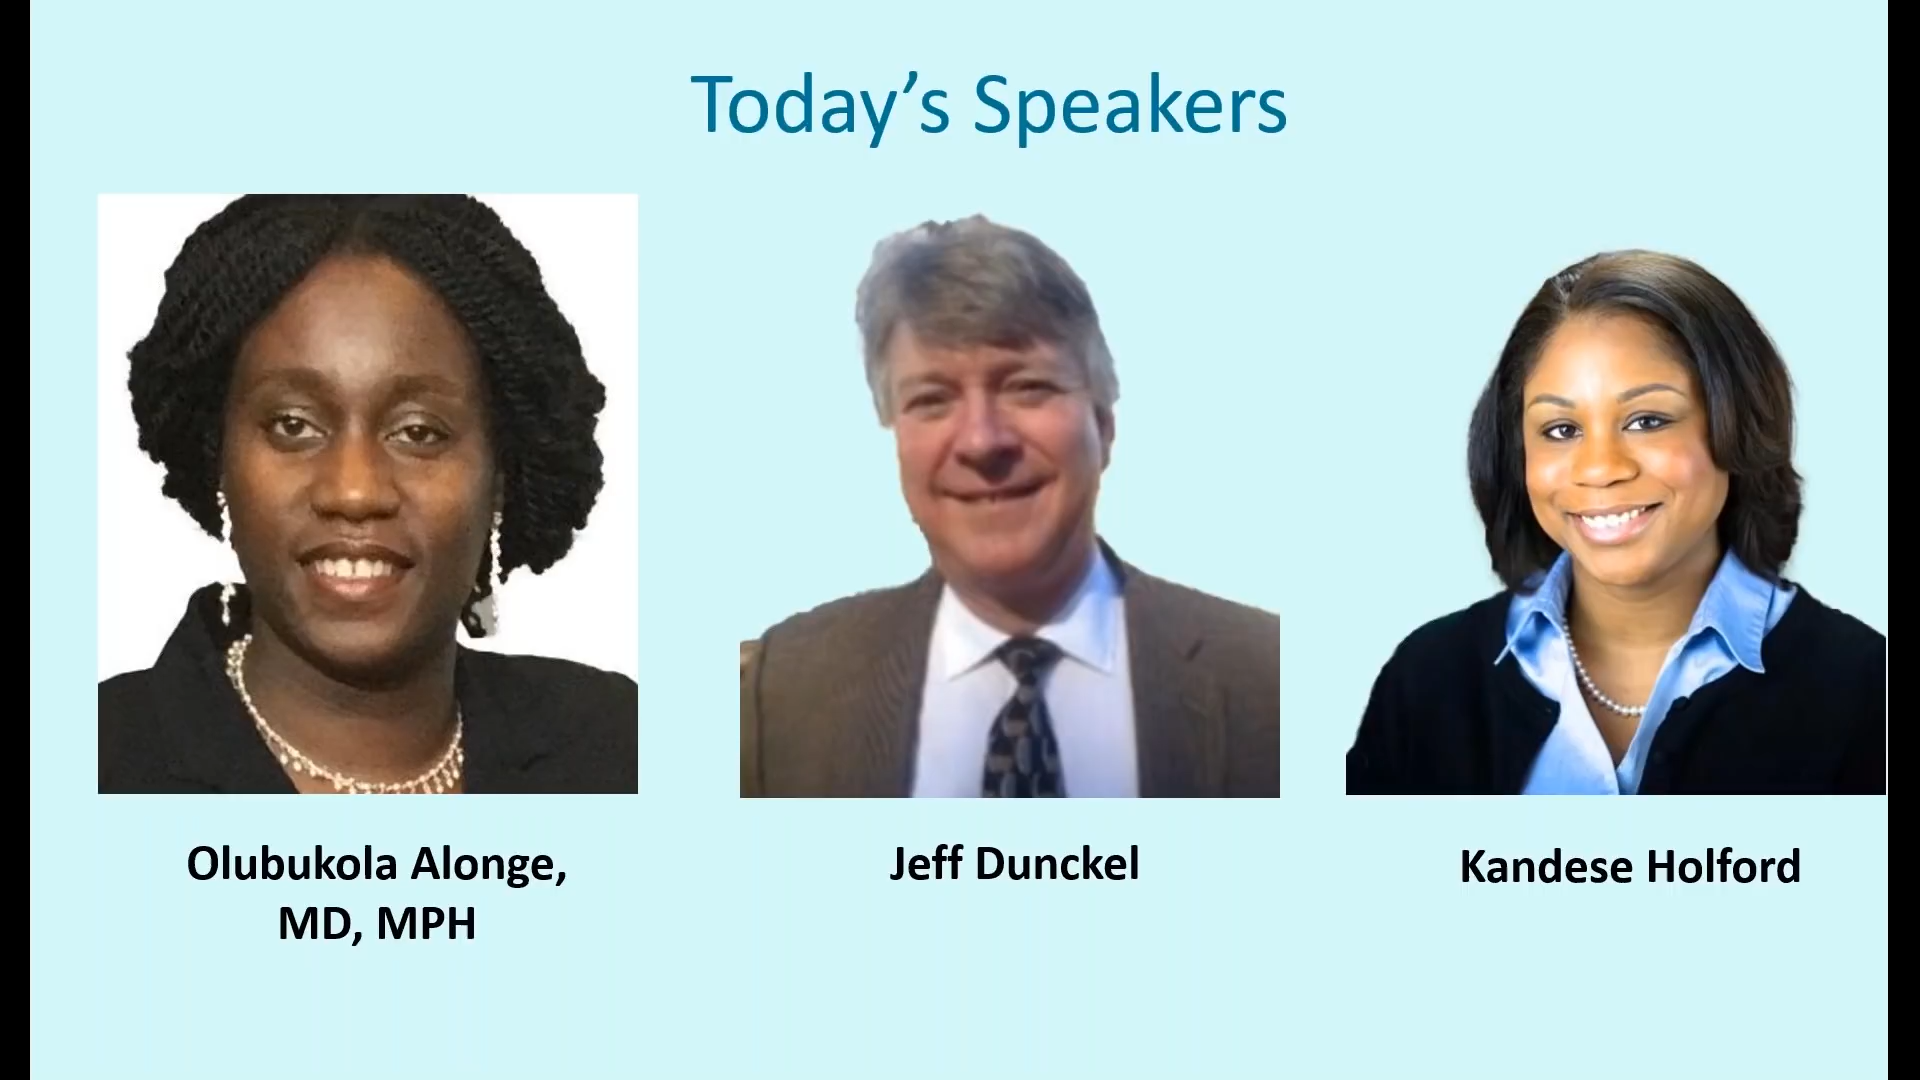 Today’s Speakers
Olubukola Alonge,
MD, MPH
Jeff Dunckel
Kandese Holford